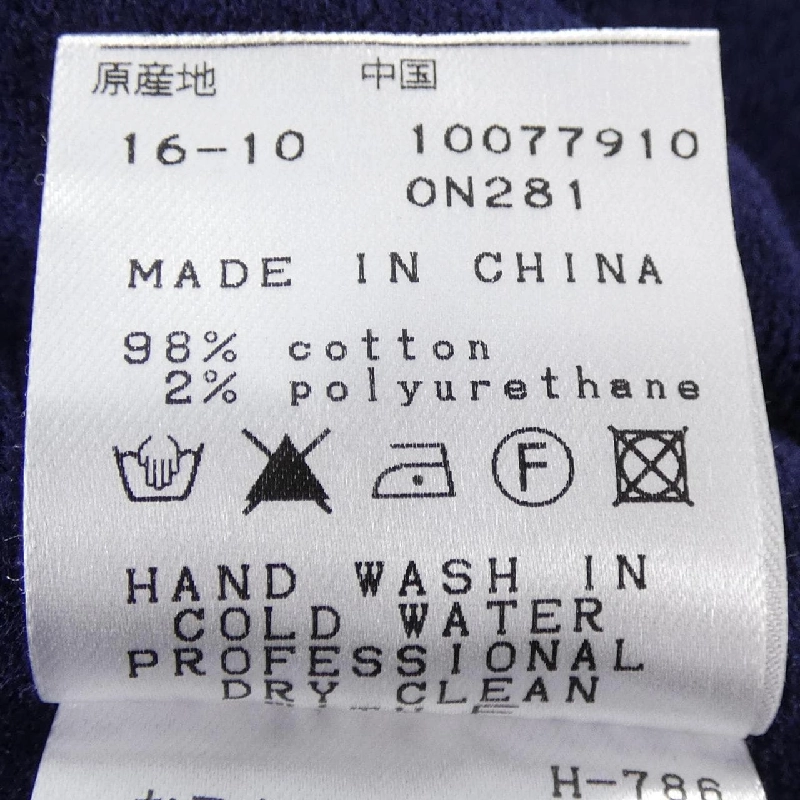 原産地 中国
16-10 10077910
ON281
MADE IN CHINA
98% cotton
2% polyurethane
F
HAND WASH IN
COLD WATER
PROFESSIONAL
DRY CLEAN
H-786